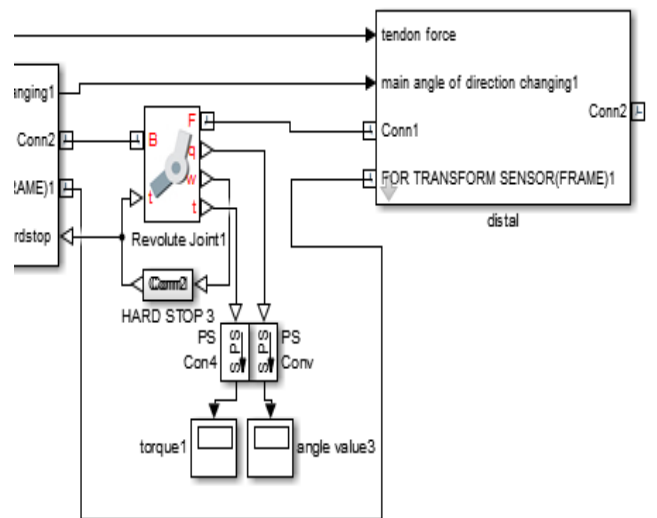 tendon force
anging1
main angle of direction changing1
Conn2
Conn2
F
B
q
Conn1
w
RAME)1
t
t
FOR TRANSFORM SENSOR(FRAME)1
rdstop
Revolute Joint1
distal
Conn2
HARD STOP 3
PS
PS
S PS
S PS
Con4
Conv
torque1
angle value3